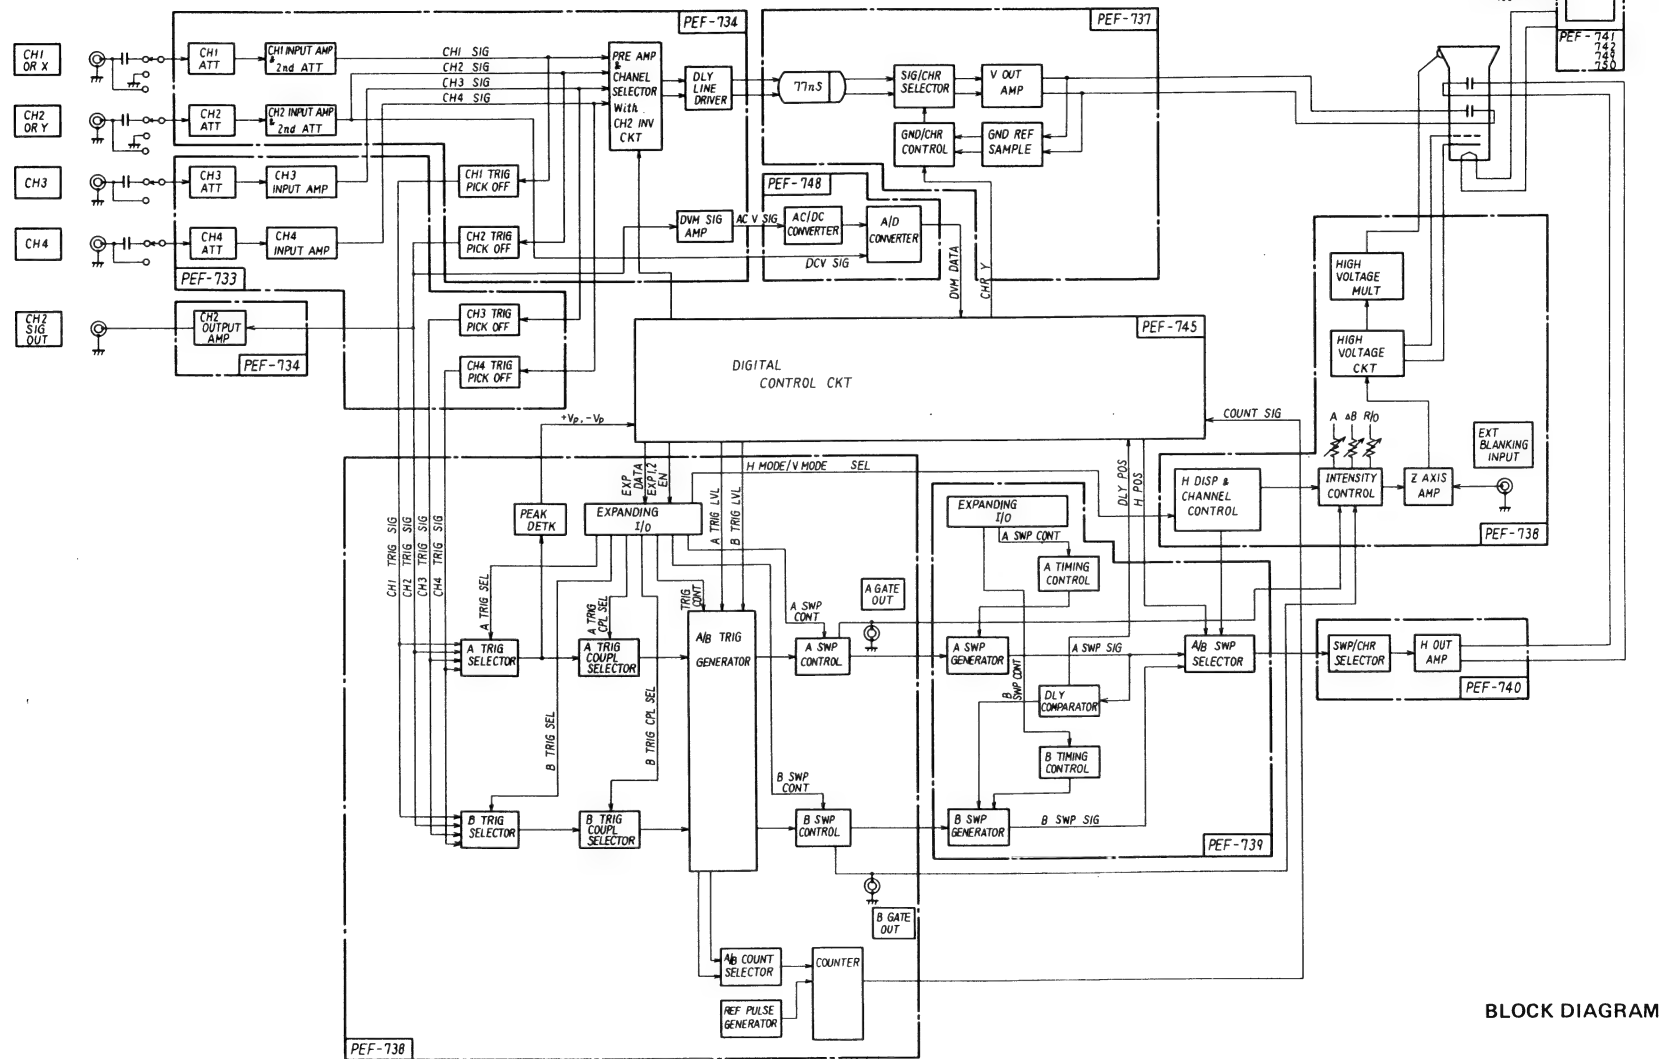 PEF-734
PEF-737
PEF-741
742
749
750
CH1
OR X
CH1
ATT
CH1 INPUT AMP
&
2nd ATT
CH1 SIG
CH2 SIG
CH3 SIG
CH4 SIG
PRE AMP
&
CHANEL
SELECTOR
With
CH2 INV
CKT
DLY
LINE
DRIVER
77nS
SIG/CHR
SELECTOR
V OUT
AMP
CH2
OR Y
CH2
ATT
CH2 INPUT AMP
&
2nd ATT
GND/CHR
CONTROL
GND REF
SAMPLE
CH3
CH3
ATT
CH3
INPUT AMP
CH1 TRIG
PICK OFF
PEF-748
CH4
CH4
ATT
CH4
INPUT AMP
CH2 TRIG
PICK OFF
DVM SIG
AMP
AC V SIG
AC/DC
CONVERTER
A/D
CONVERTER
DCV SIG
DVM DATA
CHR Y
PEF-733
HIGH
VOLTAGE
MULT
CH2
SIG
OUT
CH2
OUTPUT
AMP
PEF-734
CH3 TRIG
PICK OFF
CH4 TRIG
PICK OFF
PEF-745
DIGITAL
CONTROL CKT
HIGH
VOLTAGE
CKT
+Vp, -Vp
COUNT SIG
A
ΔB
R/O
EXT
BLANKING
INPUT
H MODE/V MODE SEL
EXP
DATA
EXP1,2
EN
A TRIG LVL
B TRIG LVL
DLY POS
H POS
H DISP &
CHANNEL
CONTROL
INTENSITY
CONTROL
Z AXIS
AMP
PEF-738
PEAK
DETK
EXPANDING
I/O
EXPANDING
I/O
A SWP CONT
A TIMING
CONTROL
CH1 TRIG SIG
CH2 TRIG SIG
CH3 TRIG SIG
CH4 TRIG SIG
A TRIG SEL
A TRIG
CPL SEL
TRIG
CONT
A SWP
CONT
A GATE
OUT
A TRIG
SELECTOR
A TRIG
COUPL
SELECTOR
A/B TRIG
GENERATOR
A SWP
CONTROL
A SWP
GENERATOR
A SWP SIG
A/B SWP
SELECTOR
SWP/CHR
SELECTOR
H OUT
AMP
PEF-740
B
SWP CONT
DLY
COMPARATOR
B TRIG SEL
B TRIG CPL SEL
B TIMING
CONTROL
B SWP
CONT
B TRIG
SELECTOR
B TRIG
COUPL
SELECTOR
B SWP
CONTROL
B SWP
GENERATOR
B SWP SIG
PEF-739
B GATE
OUT
A/B COUNT
SELECTOR
COUNTER
REF PULSE
GENERATOR
PEF-738
BLOCK DIAGRAM